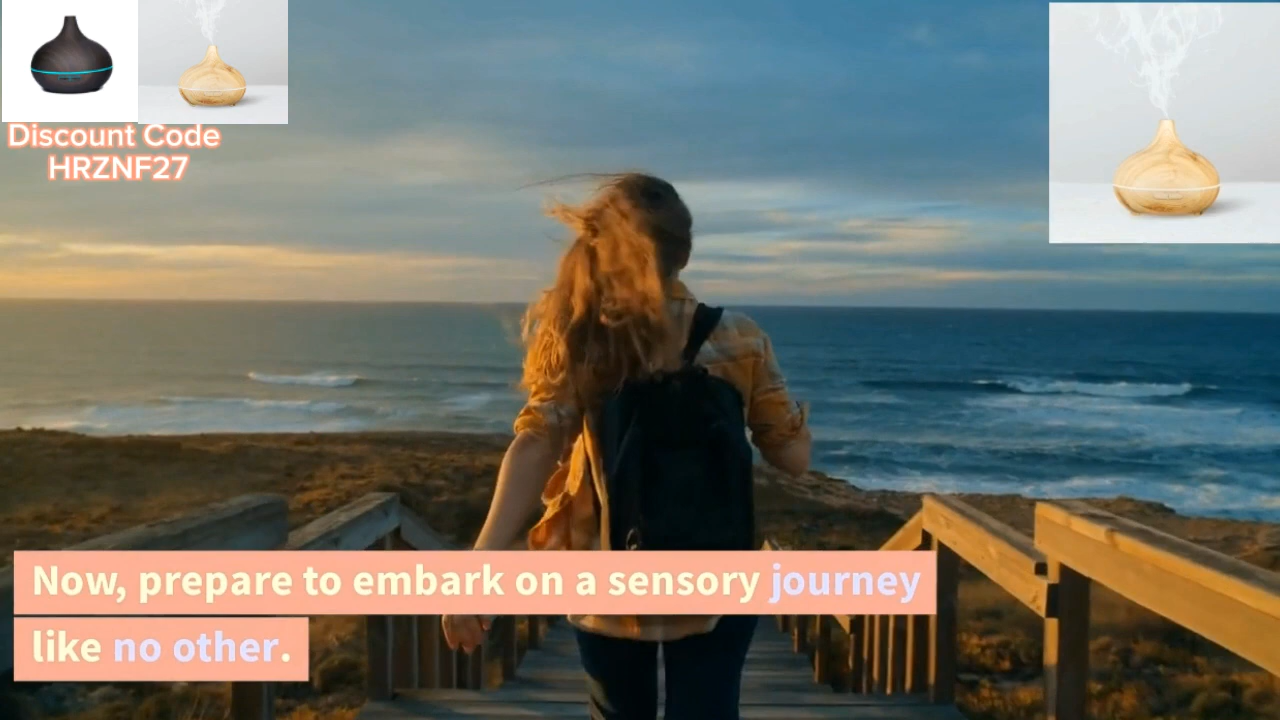 Discount Code
HRZNF27
Now, prepare to embark on a sensory journey
like no other.